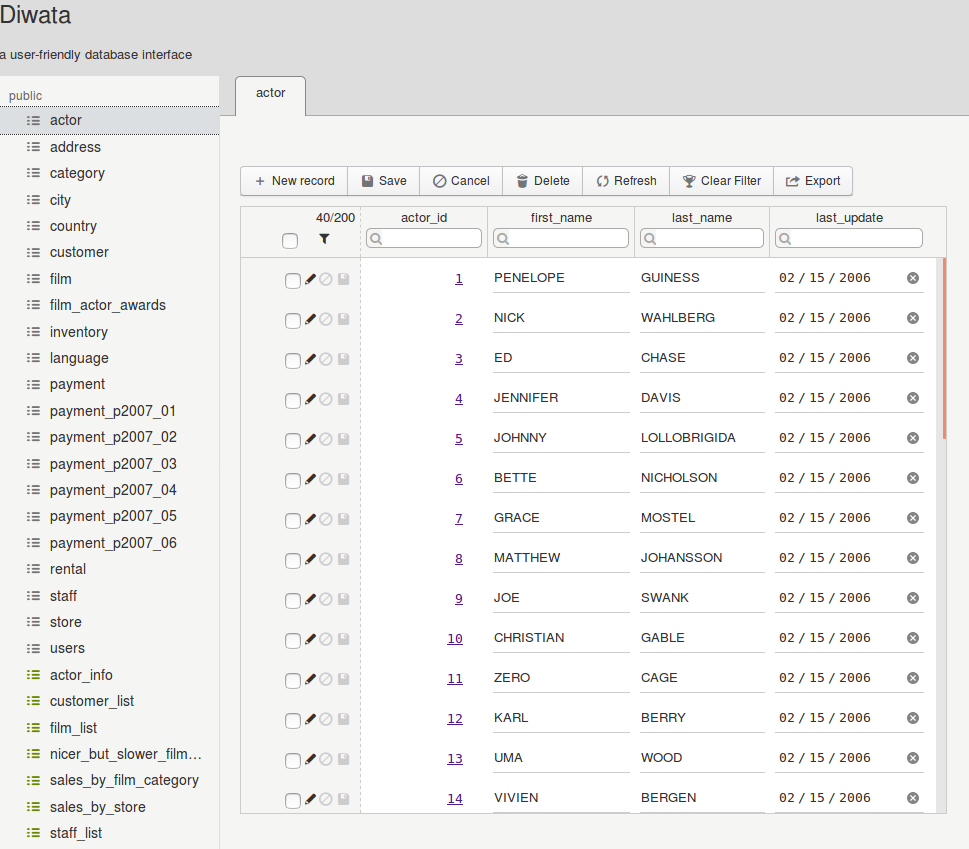 Diwata
a user-friendly database interface
public
actor
address
category
city
country
customer
film
film_actor_awards
inventory
language
payment
payment_p2007_01
payment_p2007_02
payment_p2007_03
payment_p2007_04
payment_p2007_05
payment_p2007_06
rental
staff
store
users
actor_info
customer_list
film_list
nicer_but_slower_film…
sales_by_film_category
sales_by_store
staff_list
actor
+ New record Save Cancel Delete Refresh Clear Filter Export
40/200 actor_id first_name last_name last_update
1 PENELOPE GUINESS 02 / 15 / 2006
2 NICK WAHLBERG 02 / 15 / 2006
3 ED CHASE 02 / 15 / 2006
4 JENNIFER DAVIS 02 / 15 / 2006
5 JOHNNY LOLLOBRIGIDA 02 / 15 / 2006
6 BETTE NICHOLSON 02 / 15 / 2006
7 GRACE MOSTEL 02 / 15 / 2006
8 MATTHEW JOHANSSON 02 / 15 / 2006
9 JOE SWANK 02 / 15 / 2006
10 CHRISTIAN GABLE 02 / 15 / 2006
11 ZERO CAGE 02 / 15 / 2006
12 KARL BERRY 02 / 15 / 2006
13 UMA WOOD 02 / 15 / 2006
14 VIVIEN BERGEN 02 / 15 / 2006